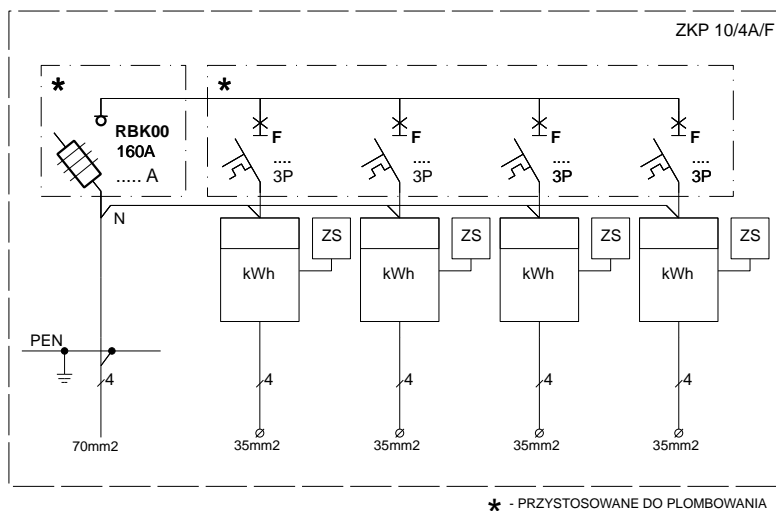 ZKP 10/4A/F
*
*
RBK00
160A
..... A
F
....
3P
F
....
3P
F
....
3P
F
....
3P
N
kWh
ZS
kWh
ZS
kWh
ZS
kWh
ZS
PEN
4
4
4
4
4
70mm2
35mm2
35mm2
35mm2
35mm2
* - PRZYSTOSOWANE DO PLOMBOWANIA